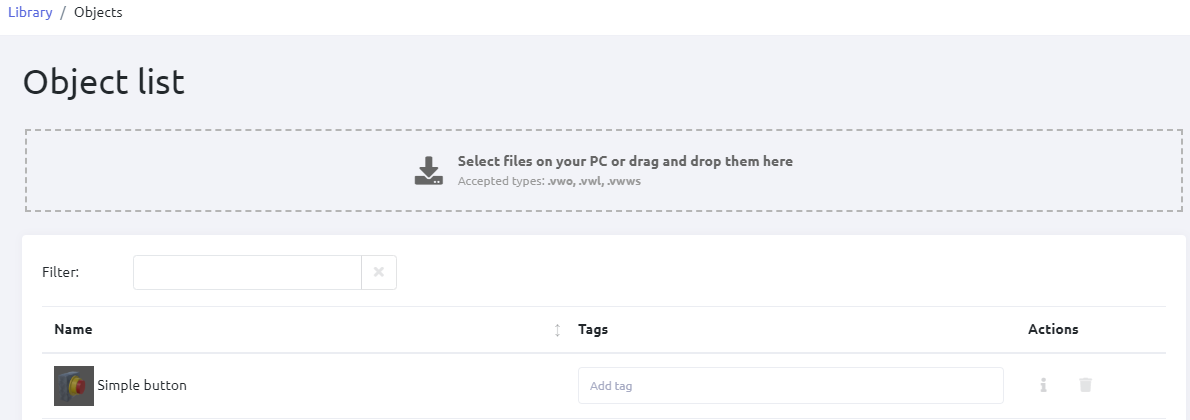 Library / Objects
Object list
Select files on your PC or drag and drop them here
Accepted types: .vwo, .vwl, .vwws
Filter:
Name Tags Actions
Simple button Add tag